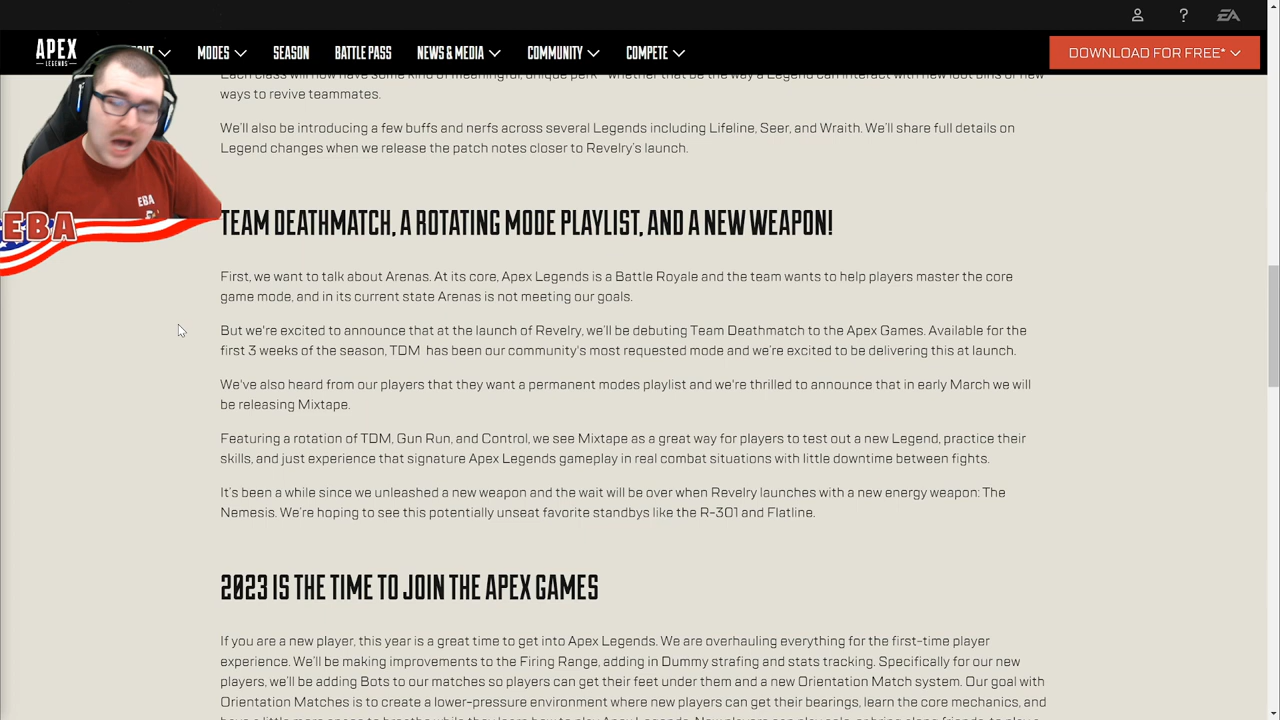 APEX
LEGENDS
MODES
SEASON
BATTLE PASS
NEWS & MEDIA
COMMUNITY
COMPETE
?
EA
DOWNLOAD FOR FREE*
Each class will now have some kind of meaningful, unique perk
ways to revive teammates.
We'll also be introducing a few buffs and nerfs across several Legends including Lifeline, Seer, and Wraith. We'll share full details on
Legend changes when we release the patch notes closer to Revelry's launch.
EBA
EBA
TEAM DEATHMATCH, A ROTATING MODE PLAYLIST, AND A NEW WEAPON!
First, we want to talk about Arenas. At its core, Apex Legends is a Battle Royale and the team wants to help players master the core
game mode, and in its current state Arenas is not meeting our goals.
But we're excited to announce that at the launch of Revelry, we'll be debuting Team Deathmatch to the Apex Games. Available for the
first 3 weeks of the season, TDM has been our community's most requested mode and we're excited to be delivering this at launch.
We've also heard from our players that they want a permanent modes playlist and we're thrilled to announce that in early March we will
be releasing Mixtape.
Featuring a rotation of TDM, Gun Run, and Control, we see Mixtape as a great way for players to test out a new Legend, practice their
skills, and just experience that signature Apex Legends gameplay in real combat situations with little downtime between fights.
It's been a while since we unleashed a new weapon and the wait will be over when Revelry launches with a new energy weapon: The
Nemesis. We're hoping to see this potentially unseat favorite standbys like the R-301 and Flatline.
2023 IS THE TIME TO JOIN THE APEX GAMES
If you are a new player, this year is a great time to get into Apex Legends. We are overhauling everything for the first-time player
experience. We'll be making improvements to the Firing Range, adding in Dummy strafing and stats tracking. Specifically for our new
players, we'll be adding Bots to our matches so players can get their feet under them and a new Orientation Match system. Our goal with
Orientation Matches is to create a lower-pressure environment where new players can get their bearings, learn the core mechanics, and